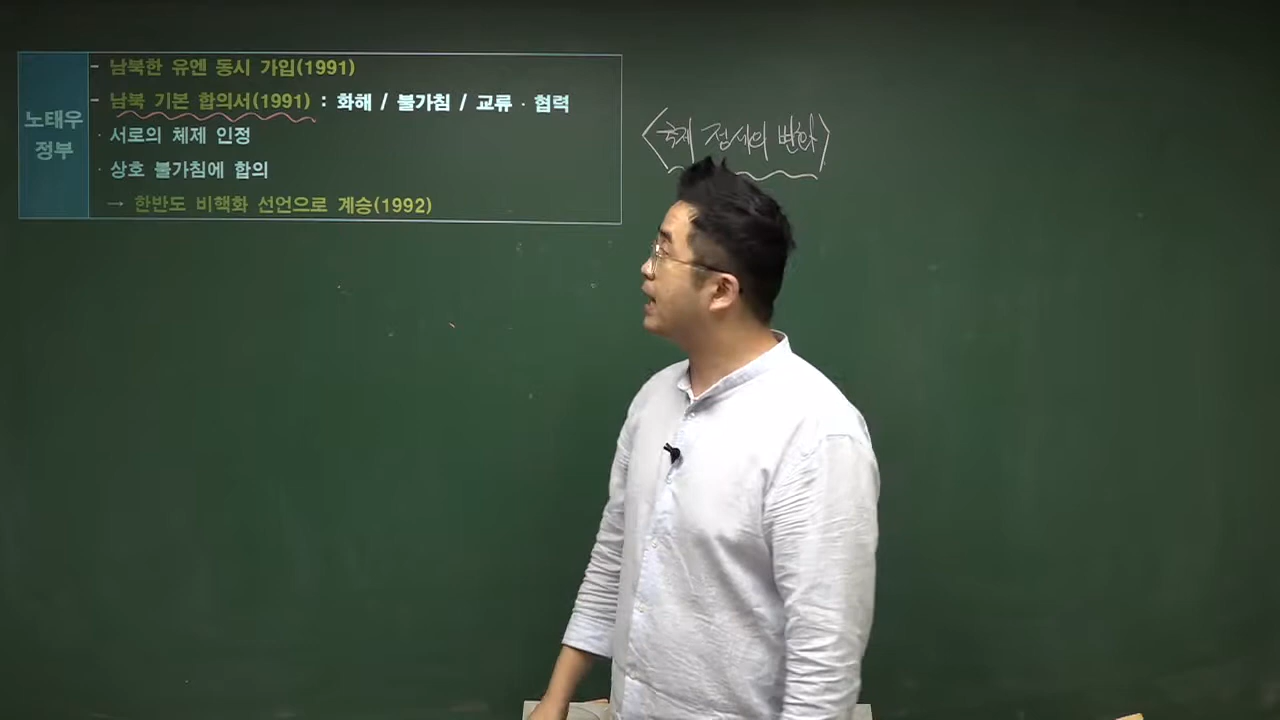 노태우
정부
- 남북한 유엔 동시 가입(1991)
- 남북 기본 합의서(1991) : 화해 / 불가침 / 교류 · 협력
· 서로의 체제 인정
· 상호 불가침에 합의
→ 한반도 비핵화 선언으로 계승(1992)
<국제 정세의 변화>